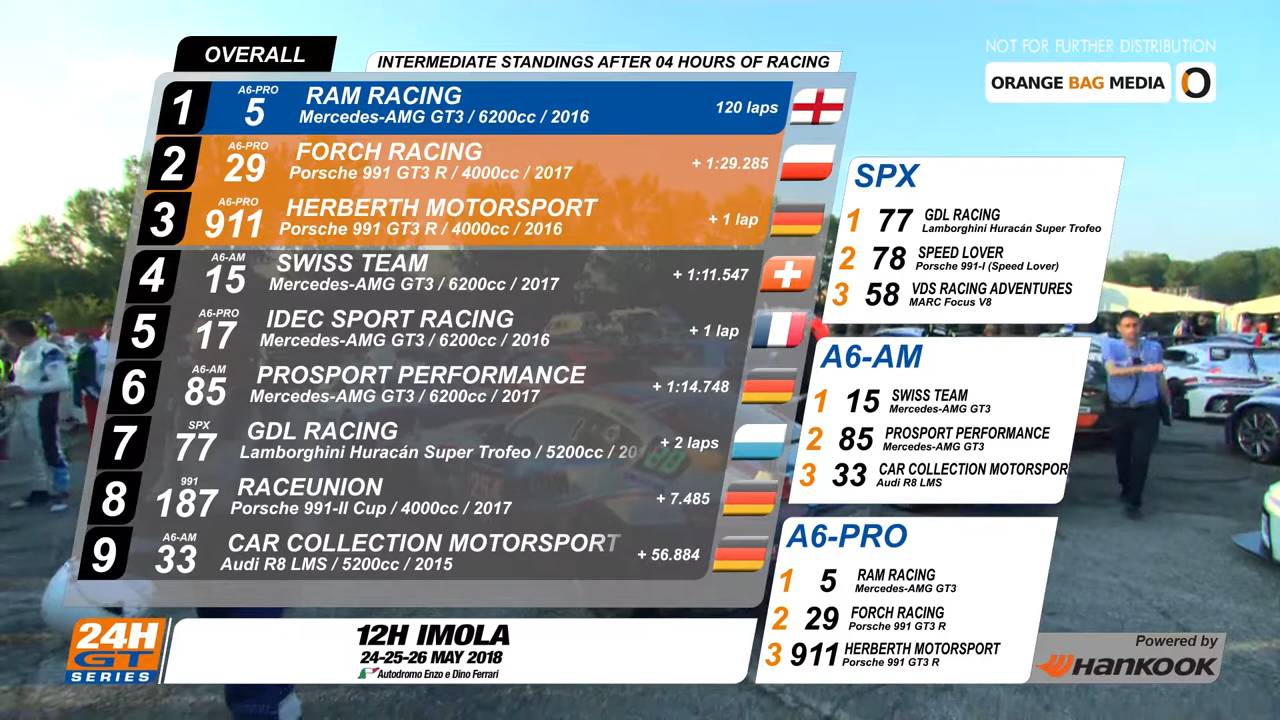 OVERALL
INTERMEDIATE STANDINGS AFTER 04 HOURS OF RACING
NOT FOR FURTHER DISTRIBUTION
ORANGE BAG MEDIA
1 A6-PRO 5 RAM RACING 120 laps
Mercedes-AMG GT3 / 6200cc / 2016
2 A6-PRO 29 FORCH RACING + 1:29.285
Porsche 991 GT3 R / 4000cc / 2017
3 A6-PRO 911 HERBERTH MOTORSPORT + 1 lap
Porsche 991 GT3 R / 4000cc / 2016
4 A6-AM 15 SWISS TEAM + 1:11.547
Mercedes-AMG GT3 / 6200cc / 2017
5 A6-PRO 17 IDEC SPORT RACING + 1 lap
Mercedes-AMG GT3 / 6200cc / 2016
6 A6-AM 85 PROSPORT PERFORMANCE + 1:14.748
Mercedes-AMG GT3 / 6200cc / 2017
7 SPX 77 GDL RACING + 2 laps
Lamborghini Huracán Super Trofeo / 5200cc / 20
8 991 187 RACEUNION + 7.485
Porsche 991-II Cup / 4000cc / 2017
9 A6-AM 33 CAR COLLECTION MOTORSPORT + 56.884
Audi R8 LMS / 5200cc / 2015
SPX
1 77 GDL RACING
Lamborghini Huracán Super Trofeo
2 78 SPEED LOVER
Porsche 991-I (Speed Lover)
3 58 VDS RACING ADVENTURES
MARC Focus V8
A6-AM
1 15 SWISS TEAM
Mercedes-AMG GT3
2 85 PROSPORT PERFORMANCE
Mercedes-AMG GT3
3 33 CAR COLLECTION MOTORSPOR
Audi R8 LMS
A6-PRO
1 5 RAM RACING
Mercedes-AMG GT3
2 29 FORCH RACING
Porsche 991 GT3 R
3 911 HERBERTH MOTORSPORT
Porsche 991 GT3 R
24H
GT
SERIES
12H IMOLA
24-25-26 MAY 2018
Autodromo Enzo e Dino Ferrari
Powered by
HANKOOK